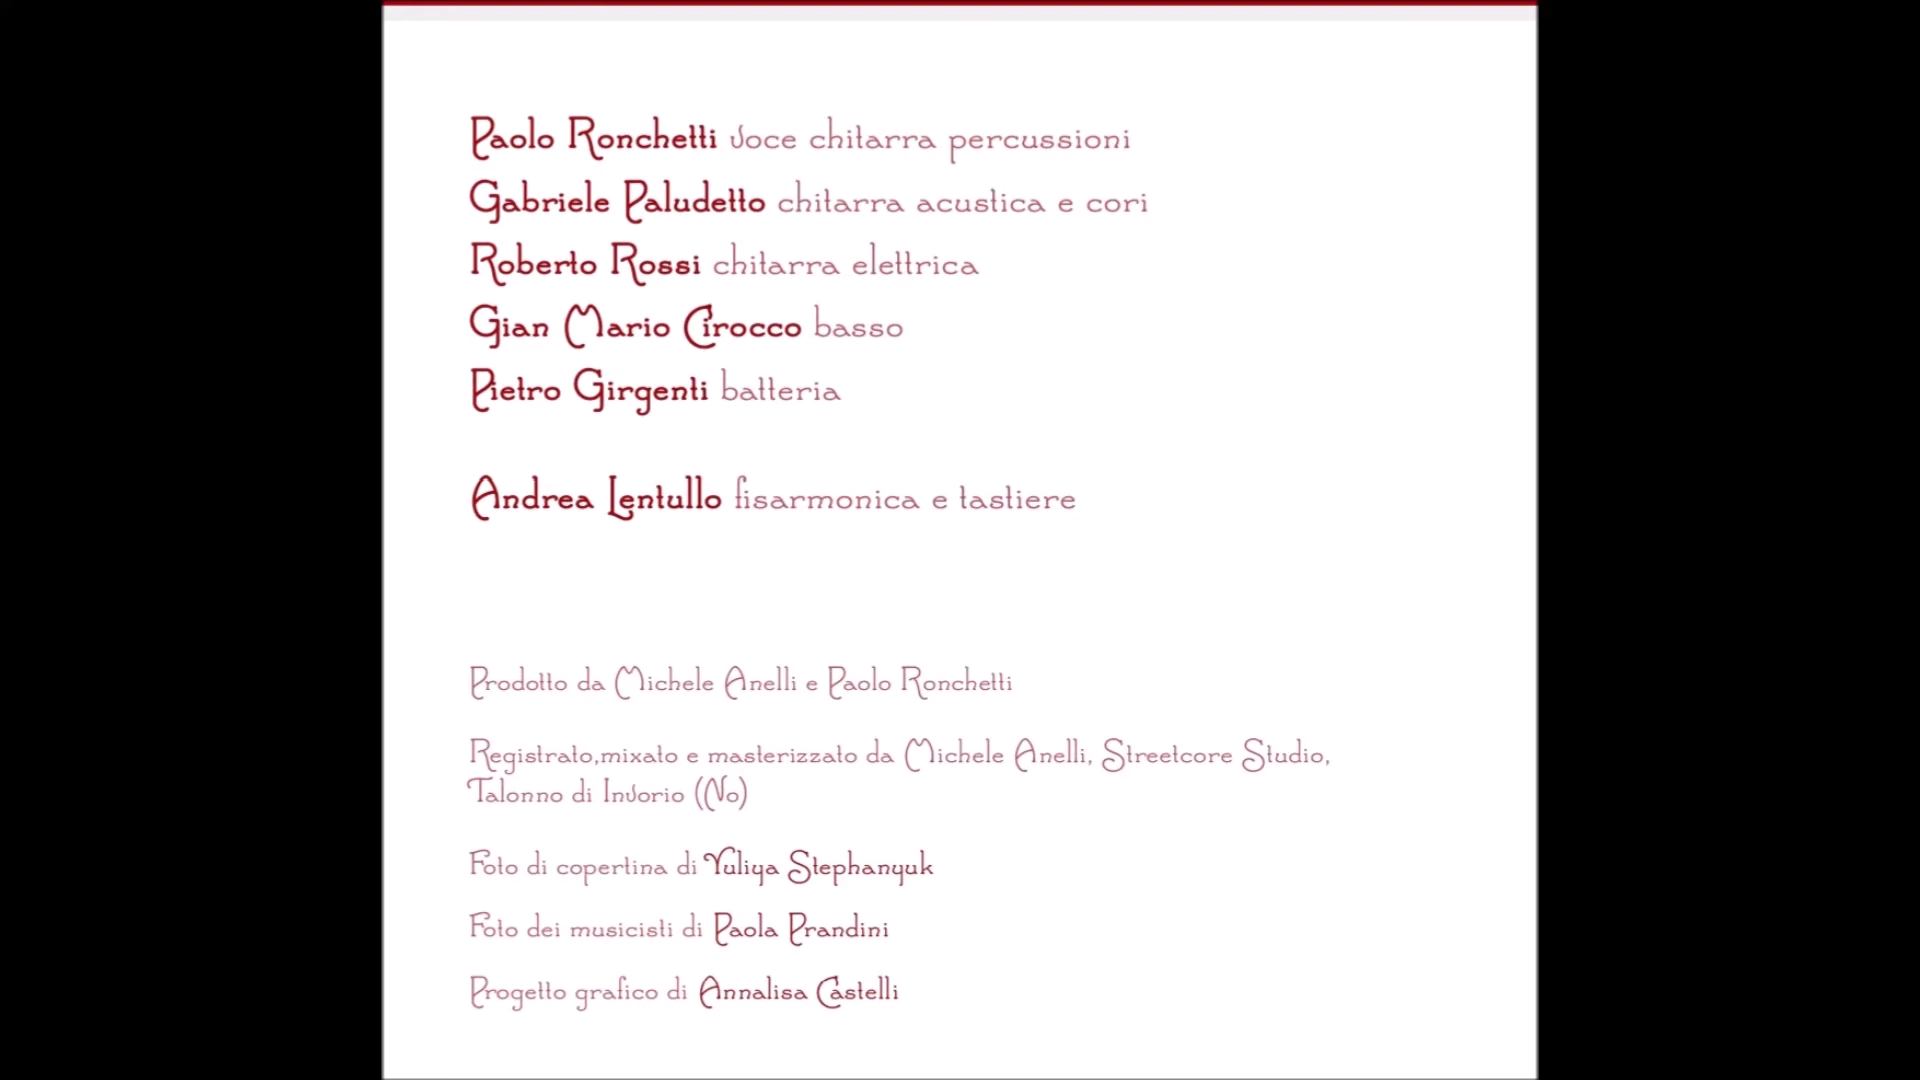 Paolo Ronchetti voce chitarra percussioni
Gabriele Paludetto chitarra acustica e cori
Roberto Rossi chitarra elettrica
Gian Mario Cirocco basso
Pietro Girgenti batteria
Andrea Lentullo fisarmonica e tastiere
Prodotto da Michele Anelli e Paolo Ronchetti
Registrato,mixato e masterizzato da Michele Anelli, Streetcore Studio,
Talonno di Invorio (No)
Foto di copertina di Yuliya Stephanyuk
Foto dei musicisti di Paola Prandini
Progetto grafico di Annalisa Castelli